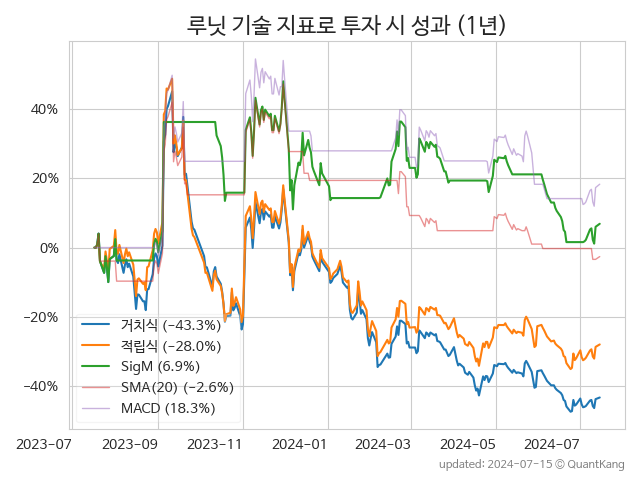 루닛 기술 지표로 투자 시 성과 (1년)
40%
20%
0%
−20%
−40%
거치식 (−43.3%)
적립식 (−28.0%)
SigM (6.9%)
SMA(20) (−2.6%)
MACD (18.3%)
2023-07 2023-09 2023-11 2024-01 2024-03 2024-05 2024-07
updated: 2024-07-15 © QuantKang